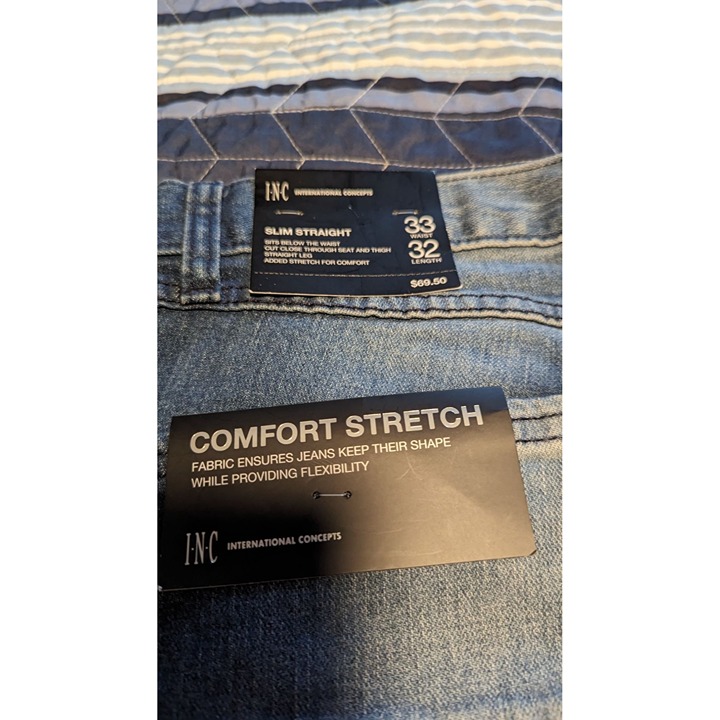 I·N·C INTERNATIONAL CONCEPTS
SLIM STRAIGHT
SITS BELOW THE WAIST
CUT CLOSE THROUGH SEAT AND THIGH
STRAIGHT LEG
ADDED STRETCH FOR COMFORT
33
WAIST
32
LENGTH
$69.50
COMFORT STRETCH
FABRIC ENSURES JEANS KEEP THEIR SHAPE
WHILE PROVIDING FLEXIBILITY
I·N·C INTERNATIONAL CONCEPTS